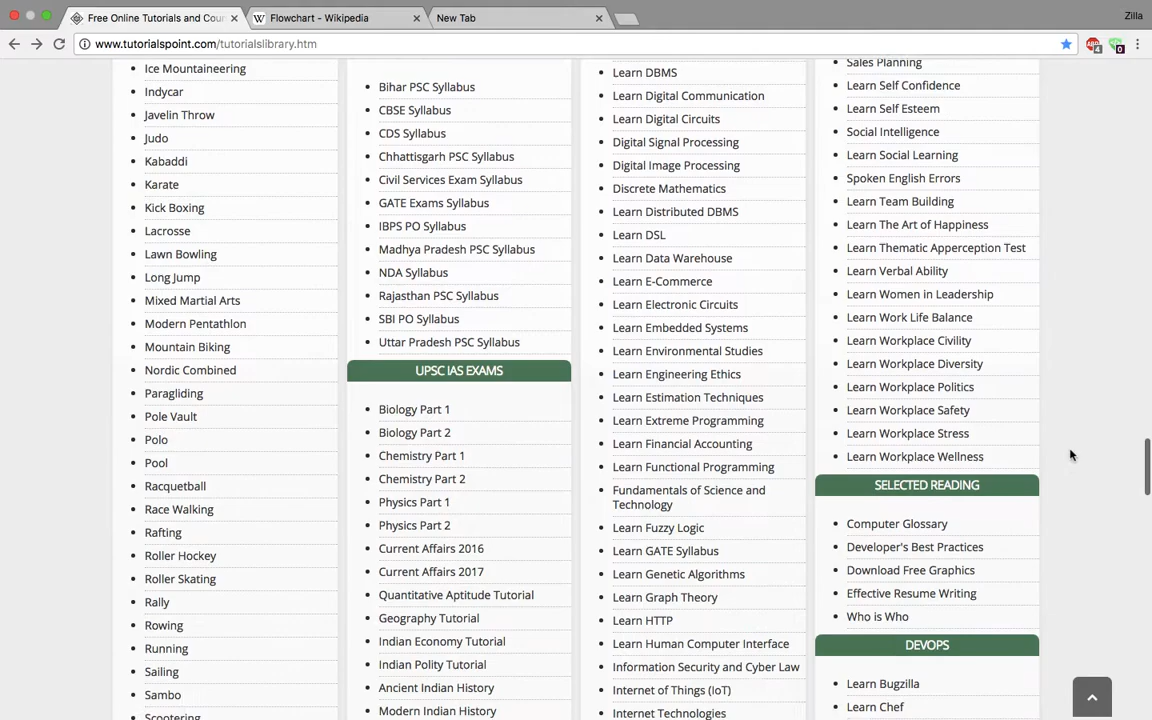 Free Online Tutorials and Cour
Flowchart - Wikipedia
New Tab
Zilla
www.tutorialspoint.com/tutorialslibrary.htm
4
0
Ice Mountaineering
Indycar
Javelin Throw
Judo
Kabaddi
Karate
Kick Boxing
Lacrosse
Lawn Bowling
Long Jump
Mixed Martial Arts
Modern Pentathlon
Mountain Biking
Nordic Combined
Paragliding
Pole Vault
Polo
Pool
Racquetball
Race Walking
Rafting
Roller Hockey
Roller Skating
Rally
Rowing
Running
Sailing
Sambo
Scootering
Bihar PSC Syllabus
CBSE Syllabus
CDS Syllabus
Chhattisgarh PSC Syllabus
Civil Services Exam Syllabus
GATE Exams Syllabus
IBPS PO Syllabus
Madhya Pradesh PSC Syllabus
NDA Syllabus
Rajasthan PSC Syllabus
SBI PO Syllabus
Uttar Pradesh PSC Syllabus
UPSC IAS EXAMS
Biology Part 1
Biology Part 2
Chemistry Part 1
Chemistry Part 2
Physics Part 1
Physics Part 2
Current Affairs 2016
Current Affairs 2017
Quantitative Aptitude Tutorial
Geography Tutorial
Indian Economy Tutorial
Indian Polity Tutorial
Ancient Indian History
Modern Indian History
Learn DBMS
Learn Digital Communication
Learn Digital Circuits
Digital Signal Processing
Digital Image Processing
Discrete Mathematics
Learn Distributed DBMS
Learn DSL
Learn Data Warehouse
Learn E-Commerce
Learn Electronic Circuits
Learn Embedded Systems
Learn Environmental Studies
Learn Engineering Ethics
Learn Estimation Techniques
Learn Extreme Programming
Learn Financial Accounting
Learn Functional Programming
Fundamentals of Science and
Technology
Learn Fuzzy Logic
Learn GATE Syllabus
Learn Genetic Algorithms
Learn Graph Theory
Learn HTTP
Learn Human Computer Interface
Information Security and Cyber Law
Internet of Things (IoT)
Internet Technologies
Sales Planning
Learn Self Confidence
Learn Self Esteem
Social Intelligence
Learn Social Learning
Spoken English Errors
Learn Team Building
Learn The Art of Happiness
Learn Thematic Apperception Test
Learn Verbal Ability
Learn Women in Leadership
Learn Work Life Balance
Learn Workplace Civility
Learn Workplace Diversity
Learn Workplace Politics
Learn Workplace Safety
Learn Workplace Stress
Learn Workplace Wellness
SELECTED READING
Computer Glossary
Developer's Best Practices
Download Free Graphics
Effective Resume Writing
Who is Who
DEVOPS
Learn Bugzilla
Learn Chef